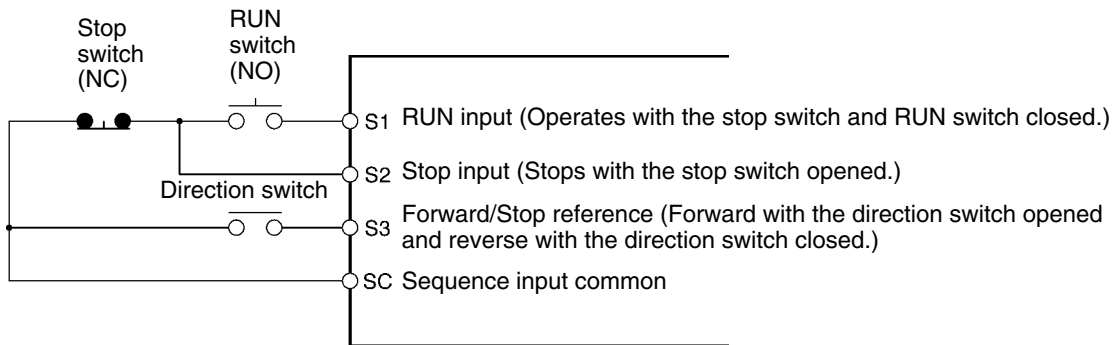 Stop
switch
(NC)
RUN
switch
(NO)
S1 RUN input (Operates with the stop switch and RUN switch closed.)
S2 Stop input (Stops with the stop switch opened.)
Direction switch
S3 Forward/Stop reference (Forward with the direction switch opened
and reverse with the direction switch closed.)
SC Sequence input common